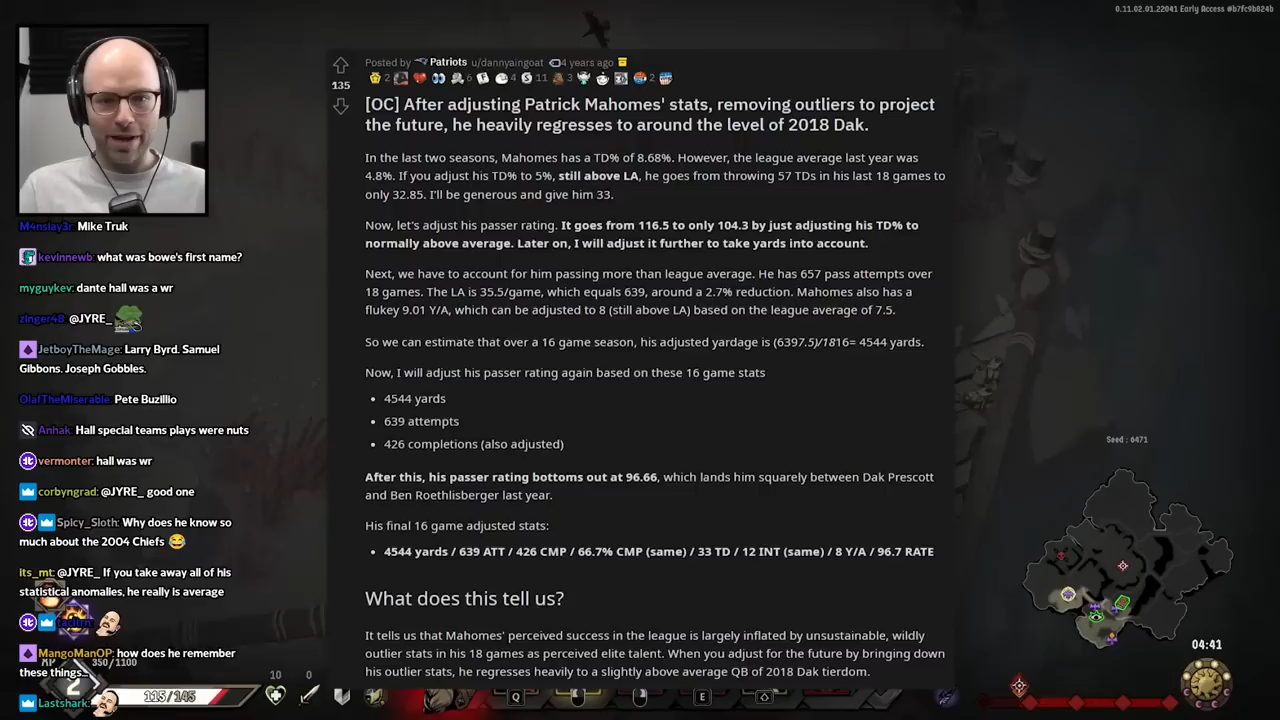 0.11.02.01.22041 Early Access #b7fc9b824b
Posted by Patriots u/dannyaingoat 4 years ago
135
2 6 4 11 3 2
[OC] After adjusting Patrick Mahomes' stats, removing outliers to project
the future, he heavily regresses to around the level of 2018 Dak.
In the last two seasons, Mahomes has a TD% of 8.68%. However, the league average last year was
4.8%. If you adjust his TD% to 5%, still above LA, he goes from throwing 57 TDs in his last 18 games to
only 32.85. I'll be generous and give him 33.
Now, let's adjust his passer rating. It goes from 116.5 to only 104.3 by just adjusting his TD% to
normally above average. Later on, I will adjust it further to take yards into account.
Next, we have to account for him passing more than league average. He has 657 pass attempts over
18 games. The LA is 35.5/game, which equals 639, around a 2.7% reduction. Mahomes also has a
flukey 9.01 Y/A, which can be adjusted to 8 (still above LA) based on the league average of 7.5.
So we can estimate that over a 16 game season, his adjusted yardage is (6397.5)/1816= 4544 yards.
Now, I will adjust his passer rating again based on these 16 game stats
• 4544 yards
• 639 attempts
• 426 completions (also adjusted)
After this, his passer rating bottoms out at 96.66, which lands him squarely between Dak Prescott
and Ben Roethlisberger last year.
His final 16 game adjusted stats:
• 4544 yards / 639 ATT / 426 CMP / 66.7% CMP (same) / 33 TD / 12 INT (same) / 8 Y/A / 96.7 RATE
What does this tell us?
It tells us that Mahomes' perceived success in the league is largely inflated by unsustainable, wildly
outlier stats in his 18 games as perceived elite talent. When you adjust for the future by bringing down
his outlier stats, he regresses heavily to a slightly above average QB of 2018 Dak tierdom.
M4nslay3r: Mike Truk
kevinnewb: what was bowe's first name?
myguykev: dante hall was a wr
zinger48: @JYRE_
JetboyTheMage: Larry Byrd. Samuel
Gibbons. Joseph Gobbles.
OlafTheMiserable: Pete Buzilllo
Anhak: Hall special teams plays were nuts
vermonter: hall was wr
corbyngrad: @JYRE_ good one
Spicy_Sloth: Why does he know so
much about the 2004 Chiefs
its_mt: @JYRE_ If you take away all of his
statistical anomalies, he really is average
tacitrn:
MangoManOP: how does he remember
these things...
Lastshark:
350/1100
2
115/145
10 0
Q
E
Seed : 6471
04:41